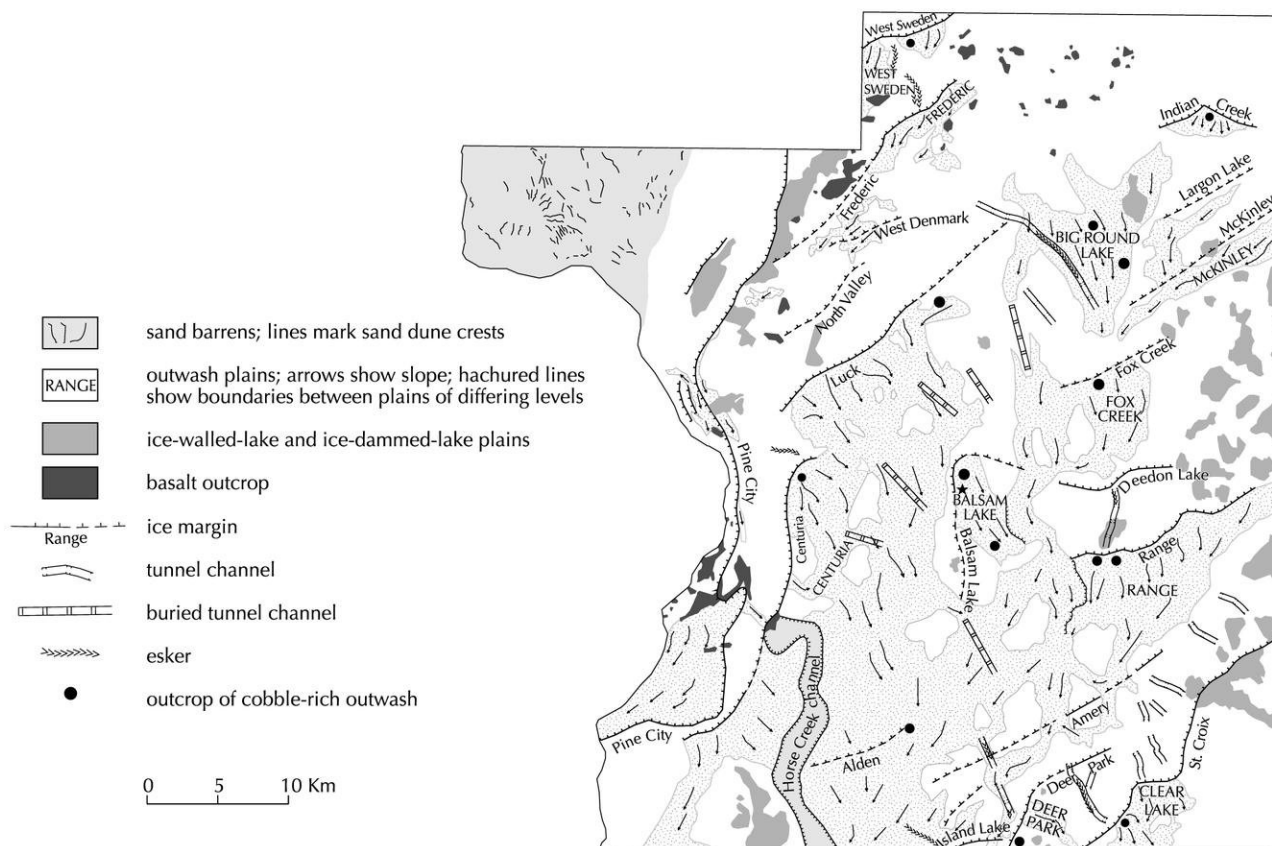 West Sweden
WEST
SWEDEN
FREDERIC
Indian Creek
Frederic
West Denmark
Largon Lake
McKinley
McKINLEY
BIG ROUND
LAKE
North Valley
Luck
Fox Creek
FOX
CREEK
sand barrens; lines mark sand dune crests
RANGE
outwash plains; arrows show slope; hachured lines
show boundaries between plains of differing levels
ice-walled-lake and ice-dammed-lake plains
basalt outcrop
ice margin
Range
tunnel channel
buried tunnel channel
esker
outcrop of cobble-rich outwash
0 5 10 Km
Pine City
Centuria
CENTURIA
BALSAM
LAKE
Balsam Lake
Deedon Lake
Range
RANGE
Horse Creek channel
Pine City
Alden
Amery
St. Croix
Deer Park
DEER
PARK
CLEAR
LAKE
Island Lake